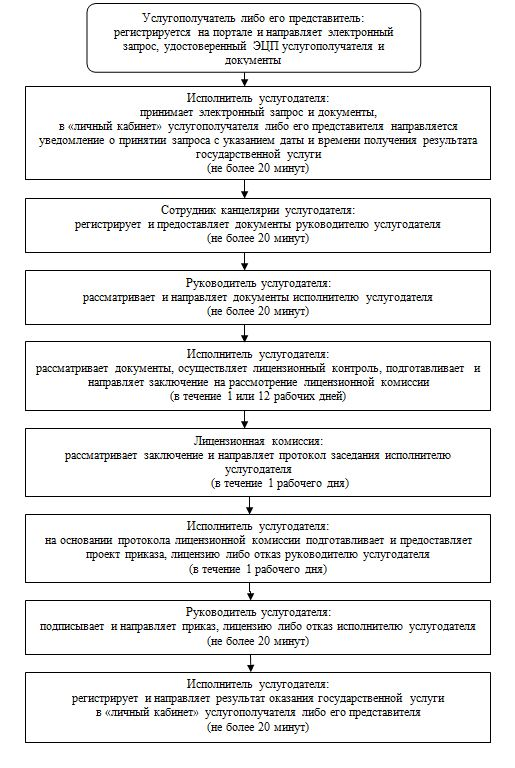 Услугополучатель либо его представитель:
регистрируется на портале и направляет электронный
запрос, удостоверенный ЭЦП услугополучателя и
документы
Исполнитель услугодателя:
принимает электронный запрос и документы,
в «личный кабинет» услугополучателя либо его представителя направляется
уведомление о принятии запроса с указанием даты и времени получения результата
государственной услуги
(не более 20 минут)
Сотрудник канцелярии услугодателя:
регистрирует и предоставляет документы руководителю услугодателя
(не более 20 минут)
Руководитель услугодателя:
рассматривает и направляет документы исполнителю услугодателя
(не более 20 минут)
Исполнитель услугодателя:
рассматривает документы, осуществляет лицензионный контроль, подготавливает и
направляет заключение на рассмотрение лицензионной комиссии
(в течение 1 или 12 рабочих дней)
Лицензионная комиссия:
рассматривает заключение и направляет протокол заседания исполнителю
услугодателя
(в течение 1 рабочего дня)
Исполнитель услугодателя:
на основании протокола лицензионной комиссии подготавливает и предоставляет
проект приказа, лицензию либо отказ руководителю услугодателя
(в течение 1 рабочего дня)
Руководитель услугодателя:
подписывает и направляет приказ, лицензию либо отказ исполнителю услугодателя
(не более 20 минут)
Исполнитель услугодателя:
регистрирует и направляет результат оказания государственной услуги
в «личный кабинет» услугополучателя либо его представителя
(не более 20 минут)